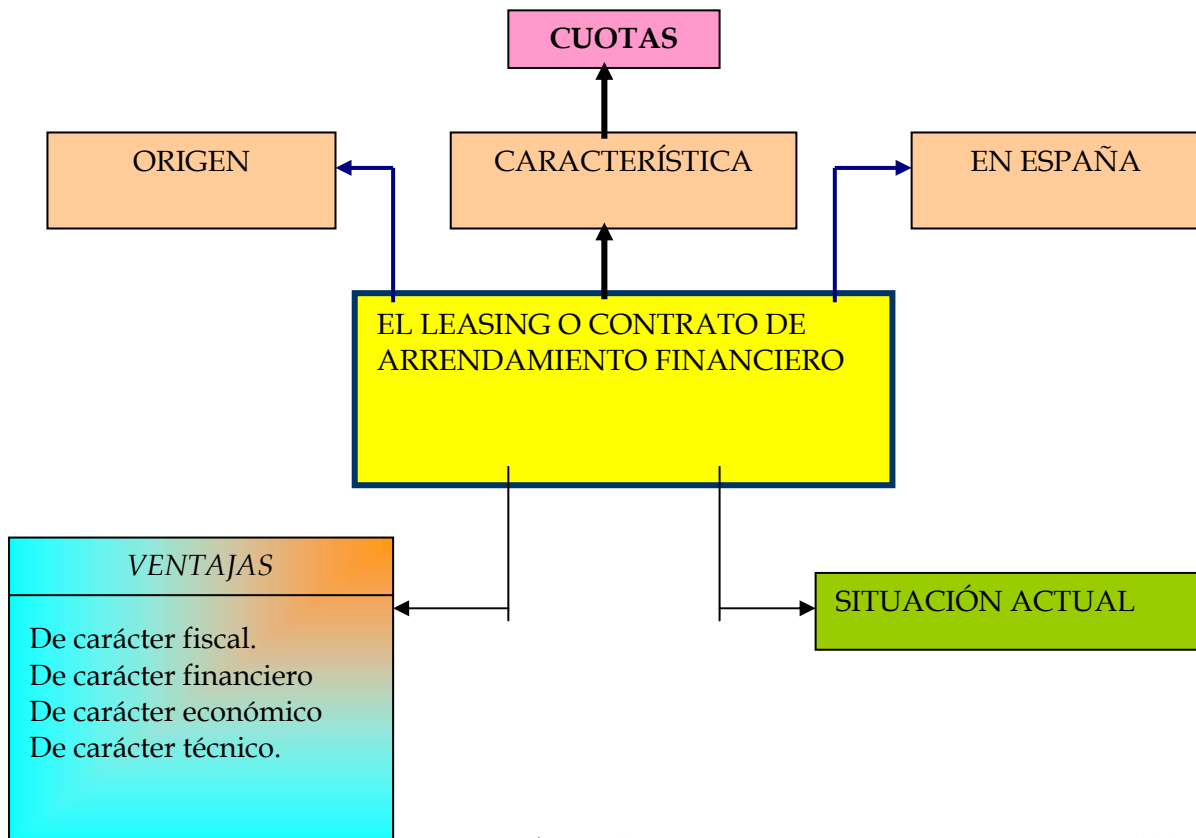 CUOTAS
ORIGEN
CARACTERÍSTICA
EN ESPAÑA
EL LEASING O CONTRATO DE
ARRENDAMIENTO FINANCIERO
VENTAJAS
De carácter fiscal.
De carácter financiero
De carácter económico
De carácter técnico.
SITUACIÓN ACTUAL